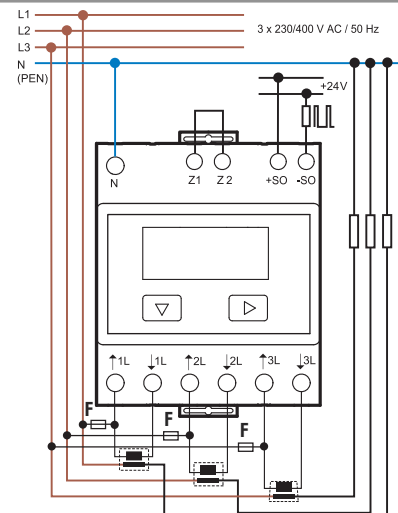 L1
L2
3 x 230/400 V AC / 50 Hz
L3
N
(PEN)
+24V
N
Z1
Z2
+SO
-SO
↑1L
↓1L
↑2L
↓2L
↑3L
↓3L
F
F
F